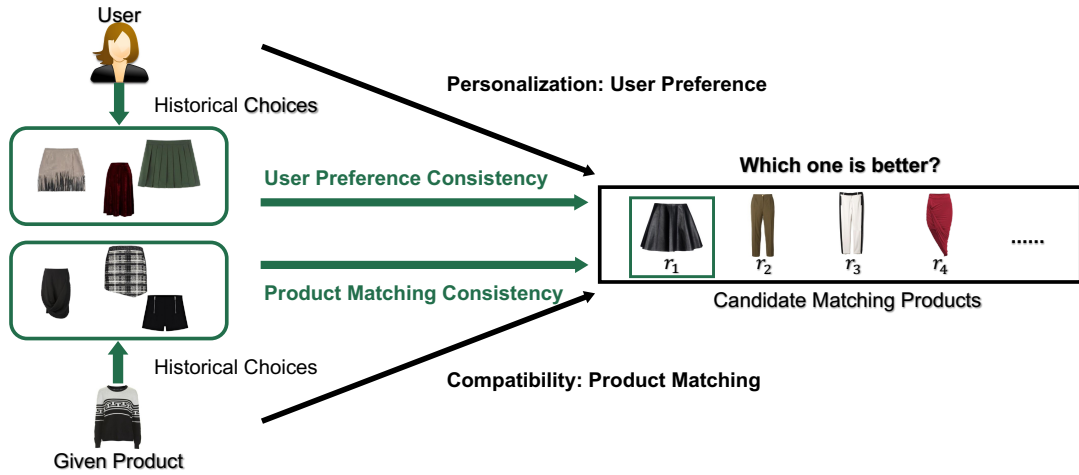 User
Historical Choices
Personalization: User Preference
User Preference Consistency
Which one is better?
r₁
r₂
r₃
r₄
......
Candidate Matching Products
Product Matching Consistency
Historical Choices
Compatibility: Product Matching
Given Product